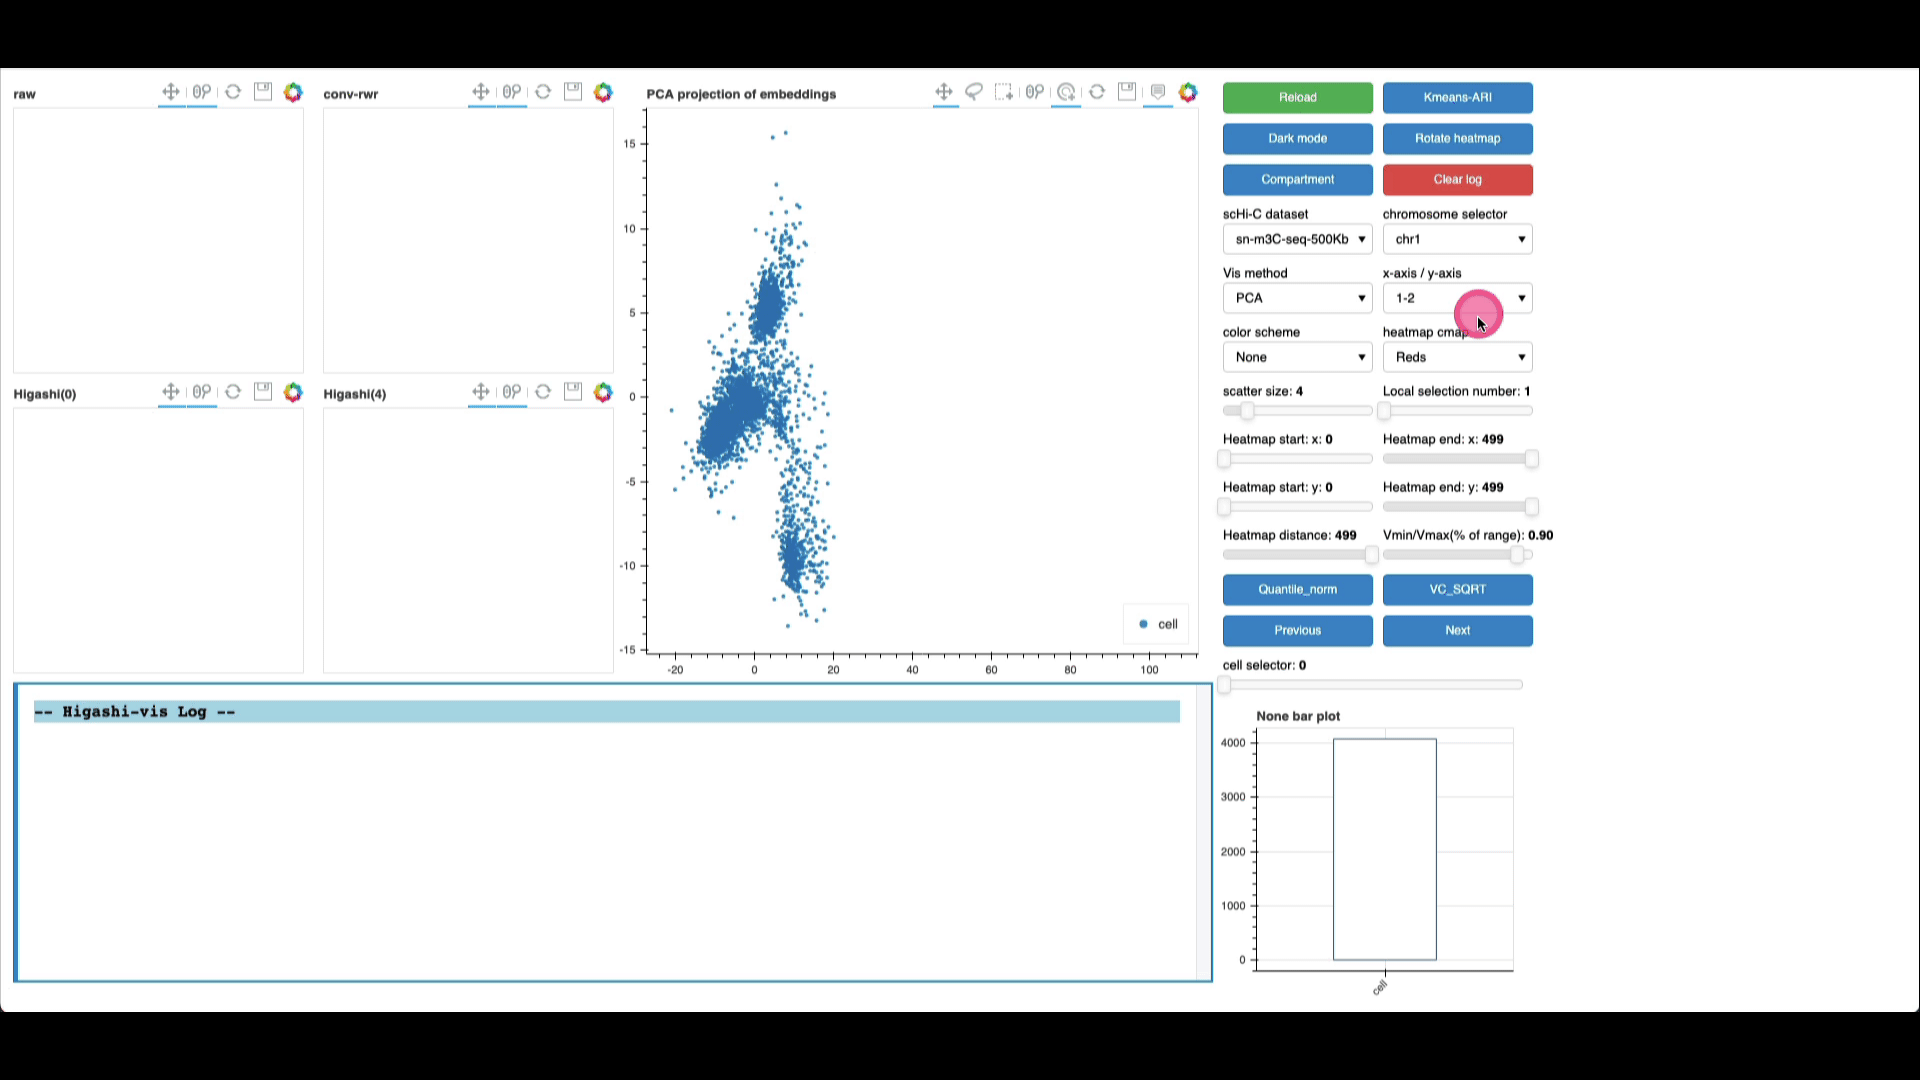 raw
conv-rwr
PCA projection of embeddings
Higashi(0)
Higashi(4)
15
10
5
0
-5
-10
-15
-20 0 20 40 60 80 100
cell
-- Higashi-vis Log --
Reload Kmeans-ARI
Dark mode Rotate heatmap
Compartment Clear log
scHi-C dataset chromosome selector
sn-m3C-seq-500Kb chr1
Vis method x-axis / y-axis
PCA 1-2
color scheme heatmap cmap
None Reds
scatter size: 4 Local selection number: 1
Heatmap start: x: 0 Heatmap end: x: 499
Heatmap start: y: 0 Heatmap end: y: 499
Heatmap distance: 499 Vmin/Vmax(% of range): 0.90
Quantile_norm VC_SQRT
Previous Next
cell selector: 0
None bar plot
4000
3000
2000
1000
0
cell